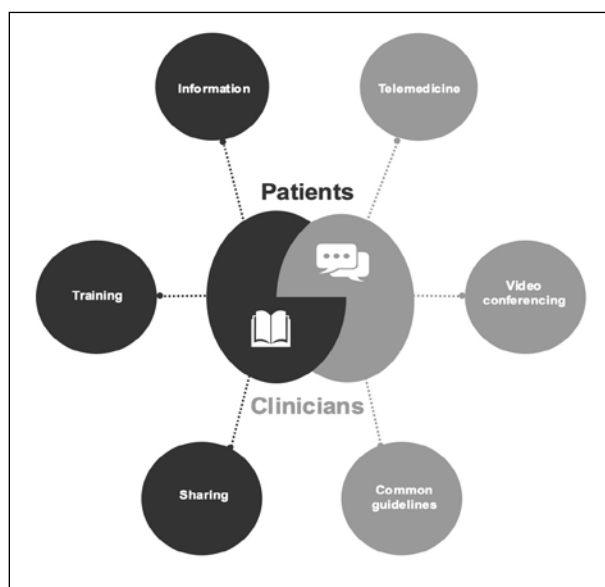 Information
Telemedicine
Patients
Training
Video
conferencing
Clinicians
Sharing
Common
guidelines